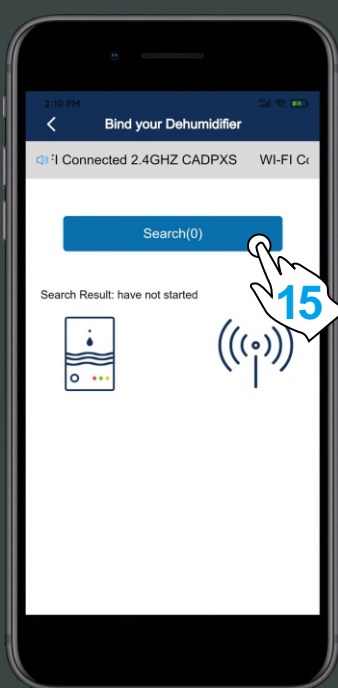 2:10 PM
Bind your Dehumidifier
FI Connected 2.4GHZ CADPXS WI-FI C
Search(0)
Search Result: have not started
15